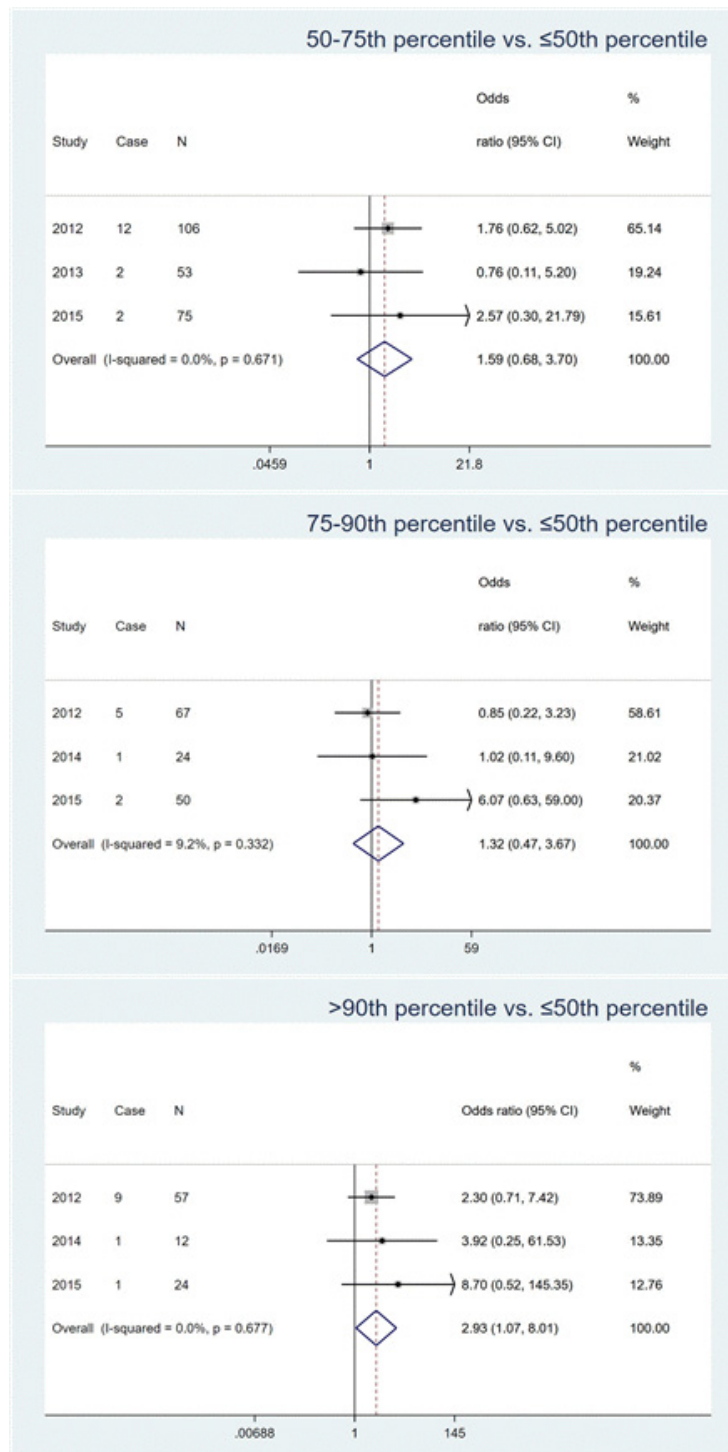 50-75th percentile vs. ≤50th percentile
Odds %
Study Case N ratio (95% CI) Weight
2012 12 106 1.76 (0.62, 5.02) 65.14
2013 2 53 0.76 (0.11, 5.20) 19.24
2015 2 75 2.57 (0.30, 21.79) 15.61
Overall (I-squared = 0.0%, p = 0.671) 1.59 (0.68, 3.70) 100.00
.0459 1 21.8
75-90th percentile vs. ≤50th percentile
Odds %
Study Case N ratio (95% CI) Weight
2012 5 67 0.85 (0.22, 3.23) 58.61
2014 1 24 1.02 (0.11, 9.60) 21.02
2015 2 50 6.07 (0.63, 59.00) 20.37
Overall (I-squared = 9.2%, p = 0.332) 1.32 (0.47, 3.67) 100.00
.0169 1 59
>90th percentile vs. ≤50th percentile
%
Study Case N Odds ratio (95% CI) Weight
2012 9 57 2.30 (0.71, 7.42) 73.89
2014 1 12 3.92 (0.25, 61.53) 13.35
2015 1 24 8.70 (0.52, 145.35) 12.76
Overall (I-squared = 0.0%, p = 0.677) 2.93 (1.07, 8.01) 100.00
.00688 1 145